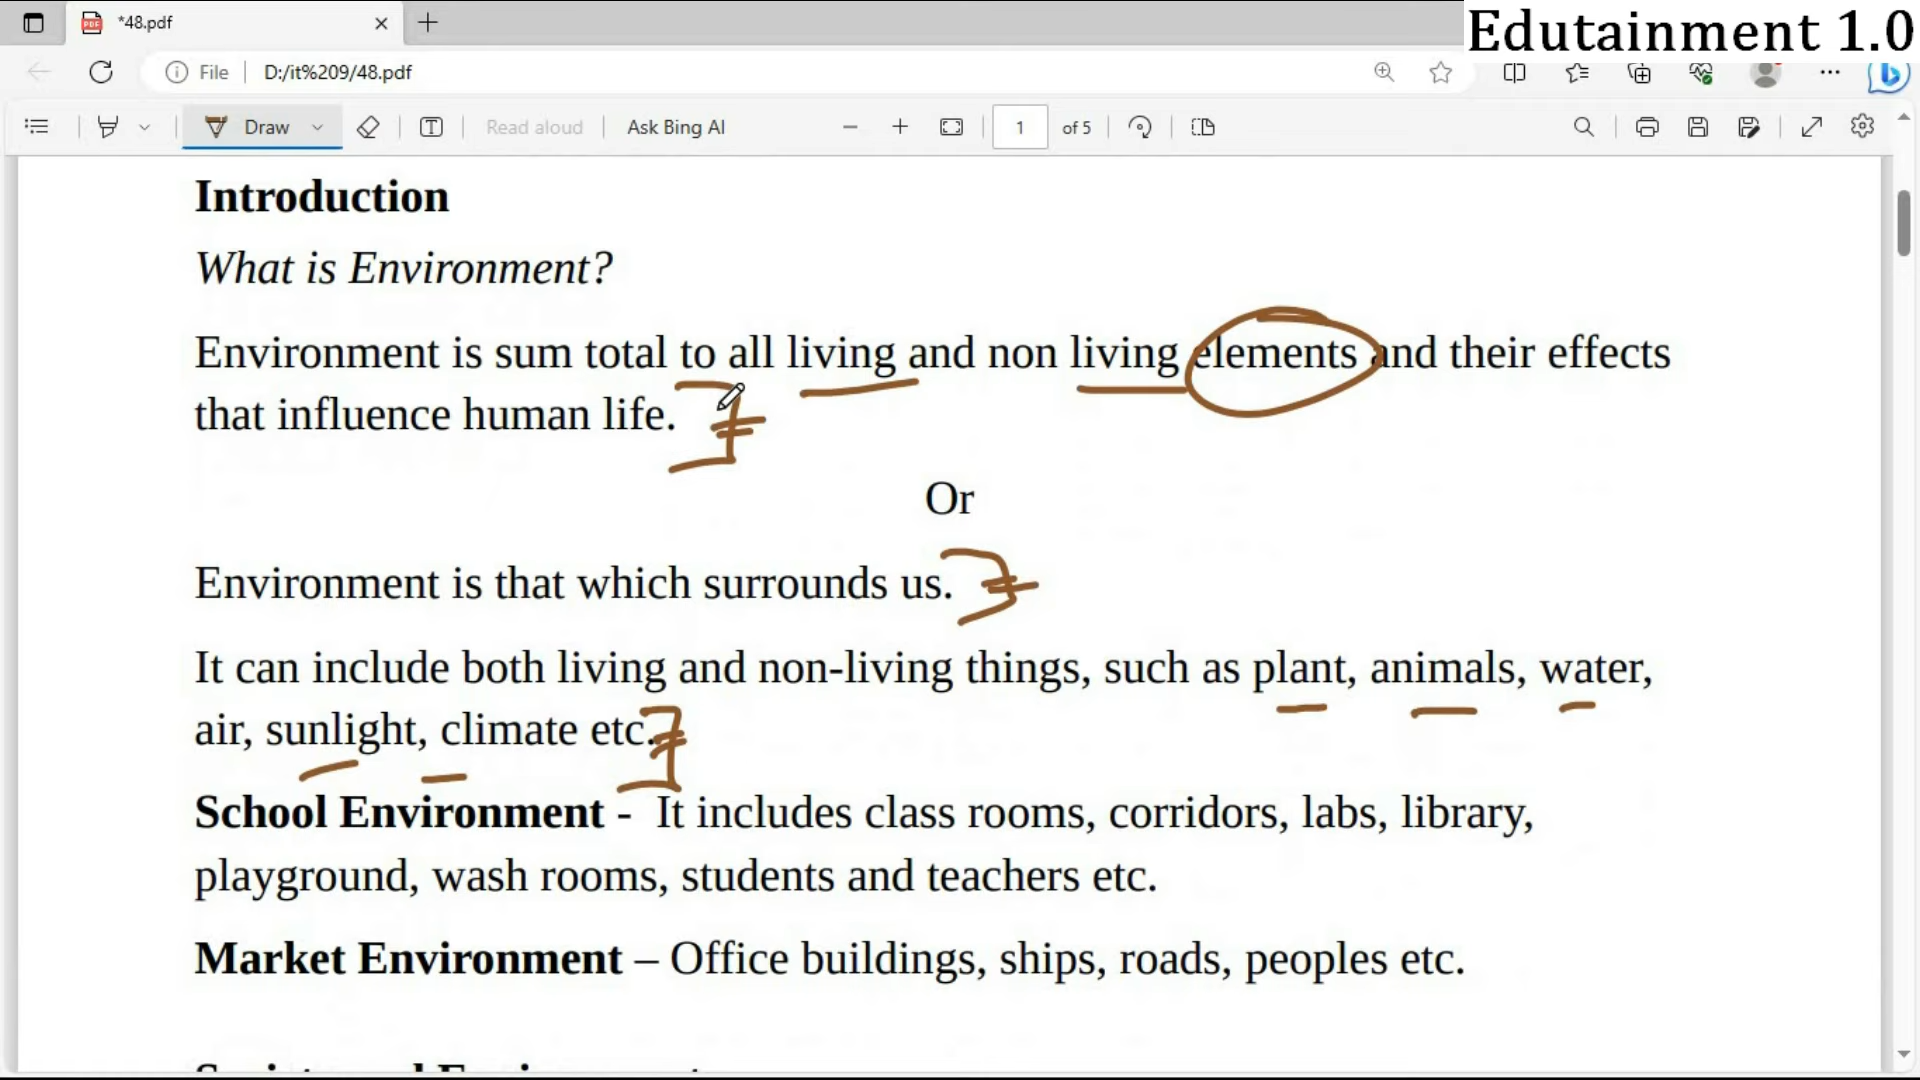 *48.pdf
Edutainment 1.0
File
D:/it%209/48.pdf
Draw
Read aloud
Ask Bing AI
1
of 5
Introduction
What is Environment?
Environment is sum total to all living and non living elements and their effects
that influence human life.
Or
Environment is that which surrounds us.
It can include both living and non-living things, such as plant, animals, water,
air, sunlight, climate etc.
School Environment - It includes class rooms, corridors, labs, library,
playground, wash rooms, students and teachers etc.
Market Environment – Office buildings, ships, roads, peoples etc.